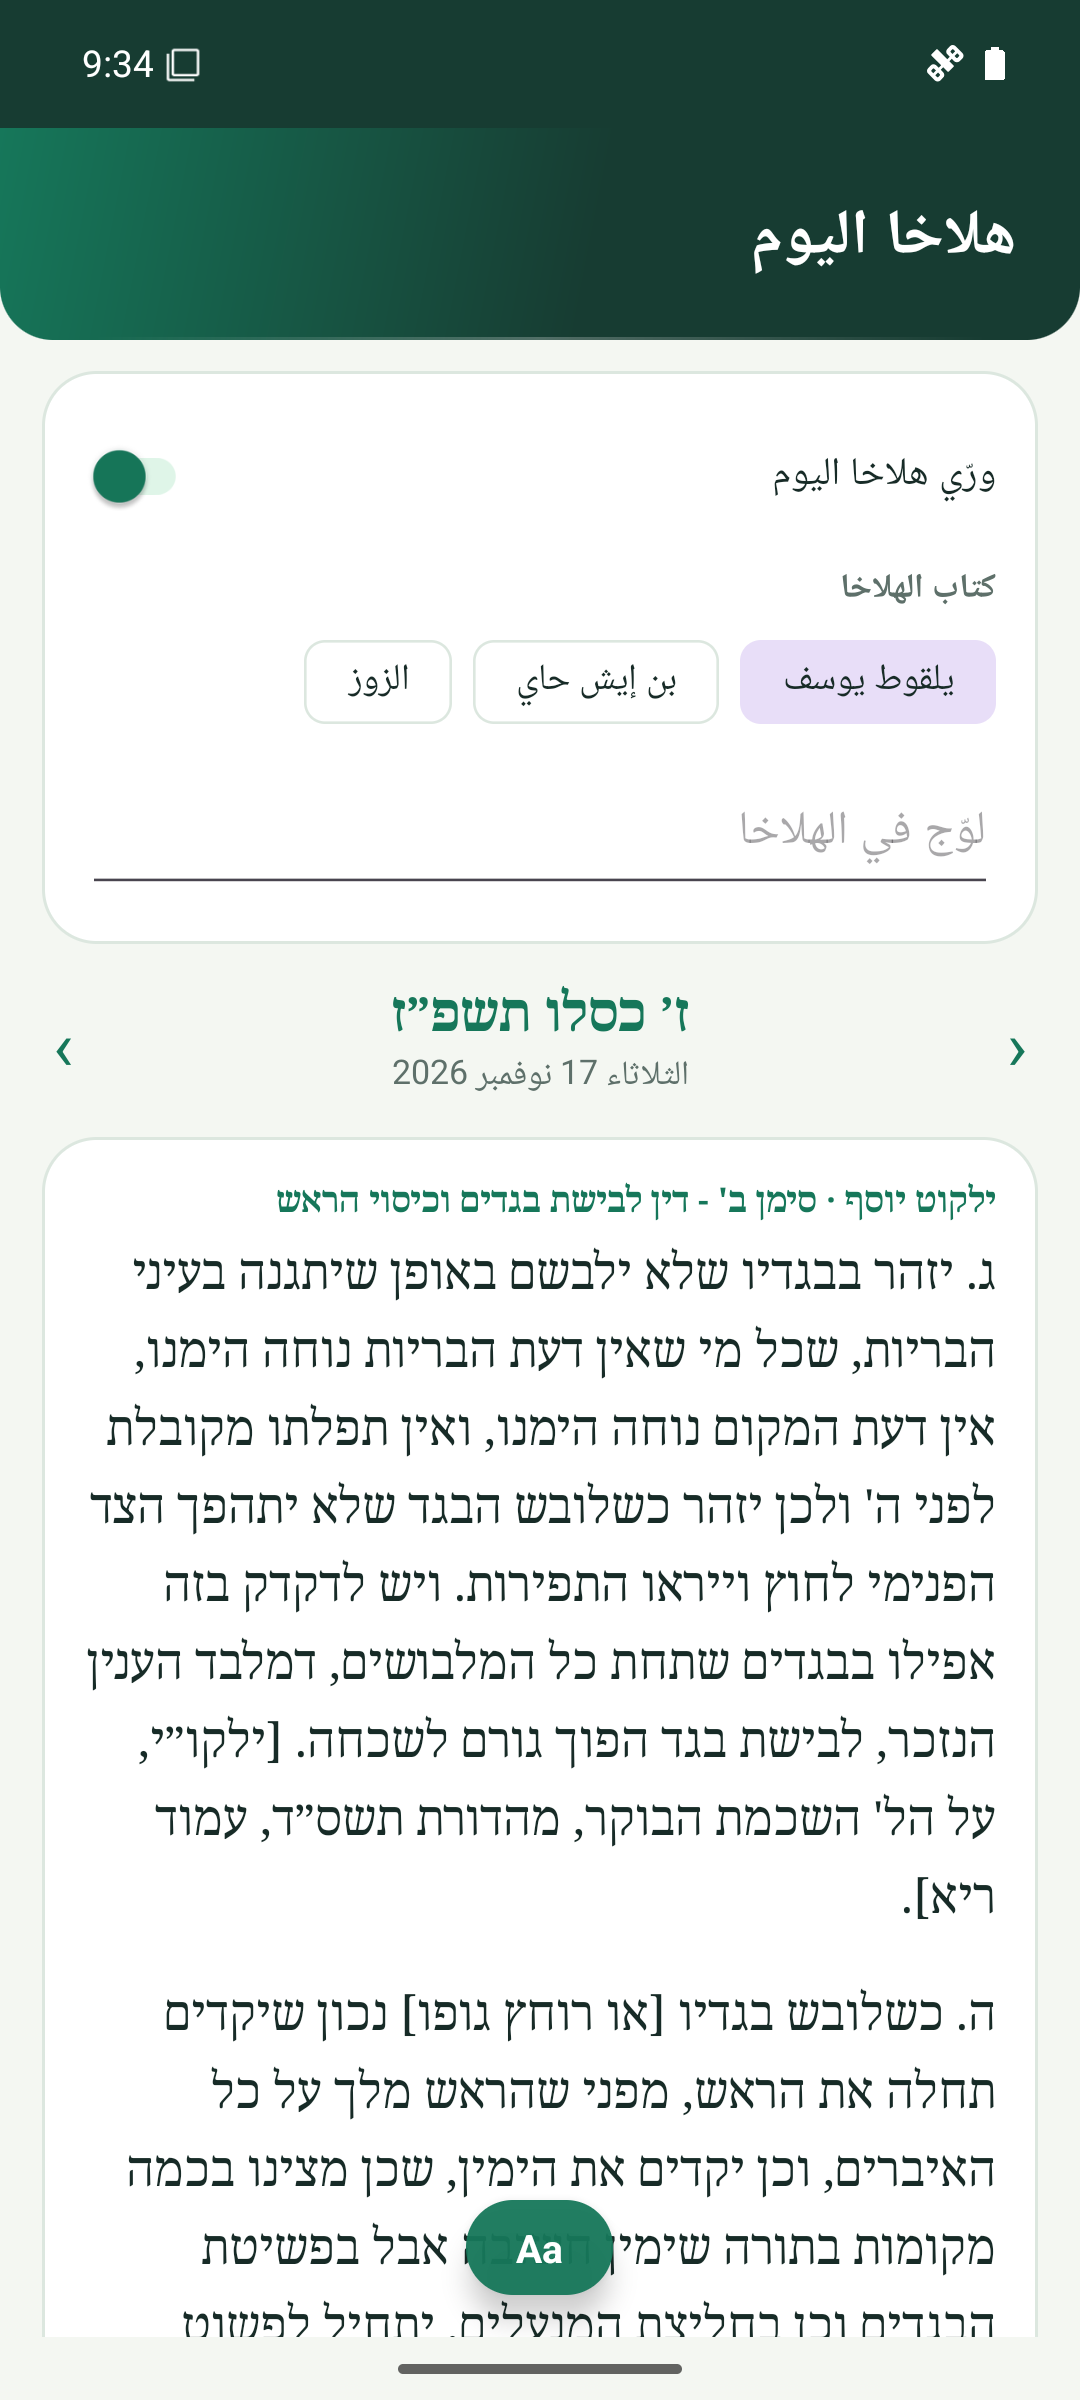 9:34
هلاخا اليوم
ورّي هلاخا اليوم
كتاب الهلاخا
يلقوط يوسف
بن إيش حاي
الزوز
لوّج في الهلاخا
ז׳ כסלו תשפ״ז
الثلاثاء 17 نوفمبر 2026
ילקוט יוסף · סימן ב' - דין לבישת בגדים וכיסוי הראש
ג. יזהר בבגדיו שלא ילבשם באופן שיתגנה בעיני
הבריות, שכל מי שאין דעת הבריות נוחה הימנו,
אין דעת המקום נוחה הימנו, ואין תפלתו מקובלת
לפני ה' ולכן יזהר כשלובש הבגד שלא יתהפך הצד
הפנימי לחוץ וייראו התפירות. ויש לדקדק בזה
אפילו בבגדים שתחת כל המלבושים, דמלבד הענין
הנזכר, לבישת בגד הפוך גורם לשכחה. [ילקו״י,
על הל' השכמת הבוקר, מהדורת תשס״ד, עמוד
ריא].
ה. כשלובש בגדיו [או רוחץ גופו] נכון שיקדים
תחלה את הראש, מפני שהראש מלך על כל
האיברים, וכן יקדים את הימין, שכן מצינו בכמה
מקומות בתורה שימין אבל בפשיטת
הבגדים וכן בחליצת המנעלים, יתחיל לפשוט
Aa